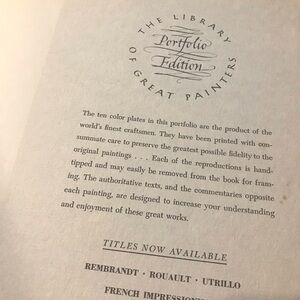 THE LIBRARY
Portfolio
Edition
OF GREAT PAINTERS
The ten color plates in this portfolio are the product of the
world's finest craftsmen. They have been printed with con-
summate care to preserve the greatest possible fidelity to the
original paintings . . . Each of the reproductions is hand-
tipped and may easily be removed from the book for fram-
ing. The authoritative texts, and the commentaries opposite
each painting, are designed to increase your understanding
and enjoyment of these great works.
TITLES NOW AVAILABLE
REMBRANDT · ROUAULT · UTRILLO
FRENCH